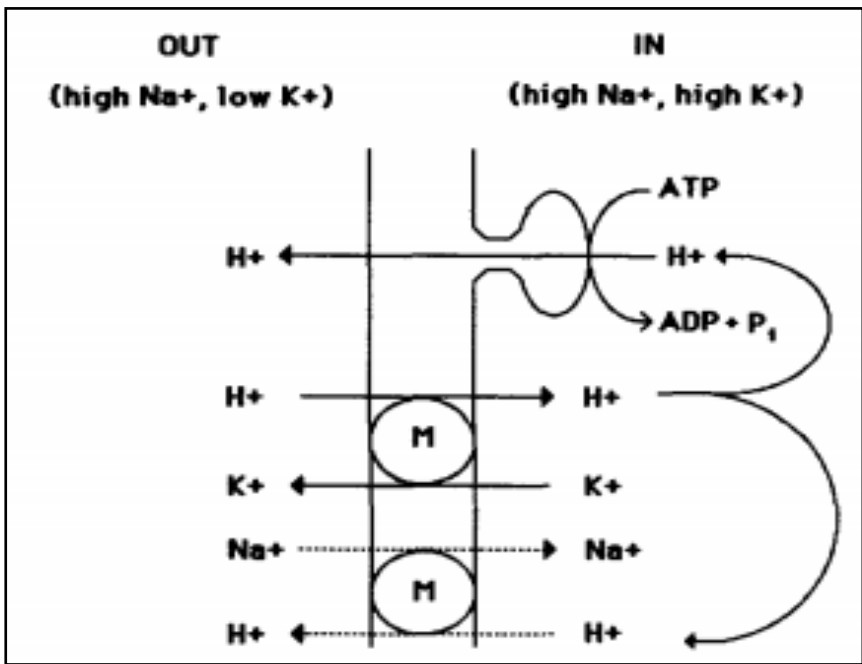 OUT IN
(high Na+, low K+) (high Na+, high K+)
ATP
H+ H+
ADP + P₁
H+ H+
M
K+ K+
Na+ Na+
M
H+ H+